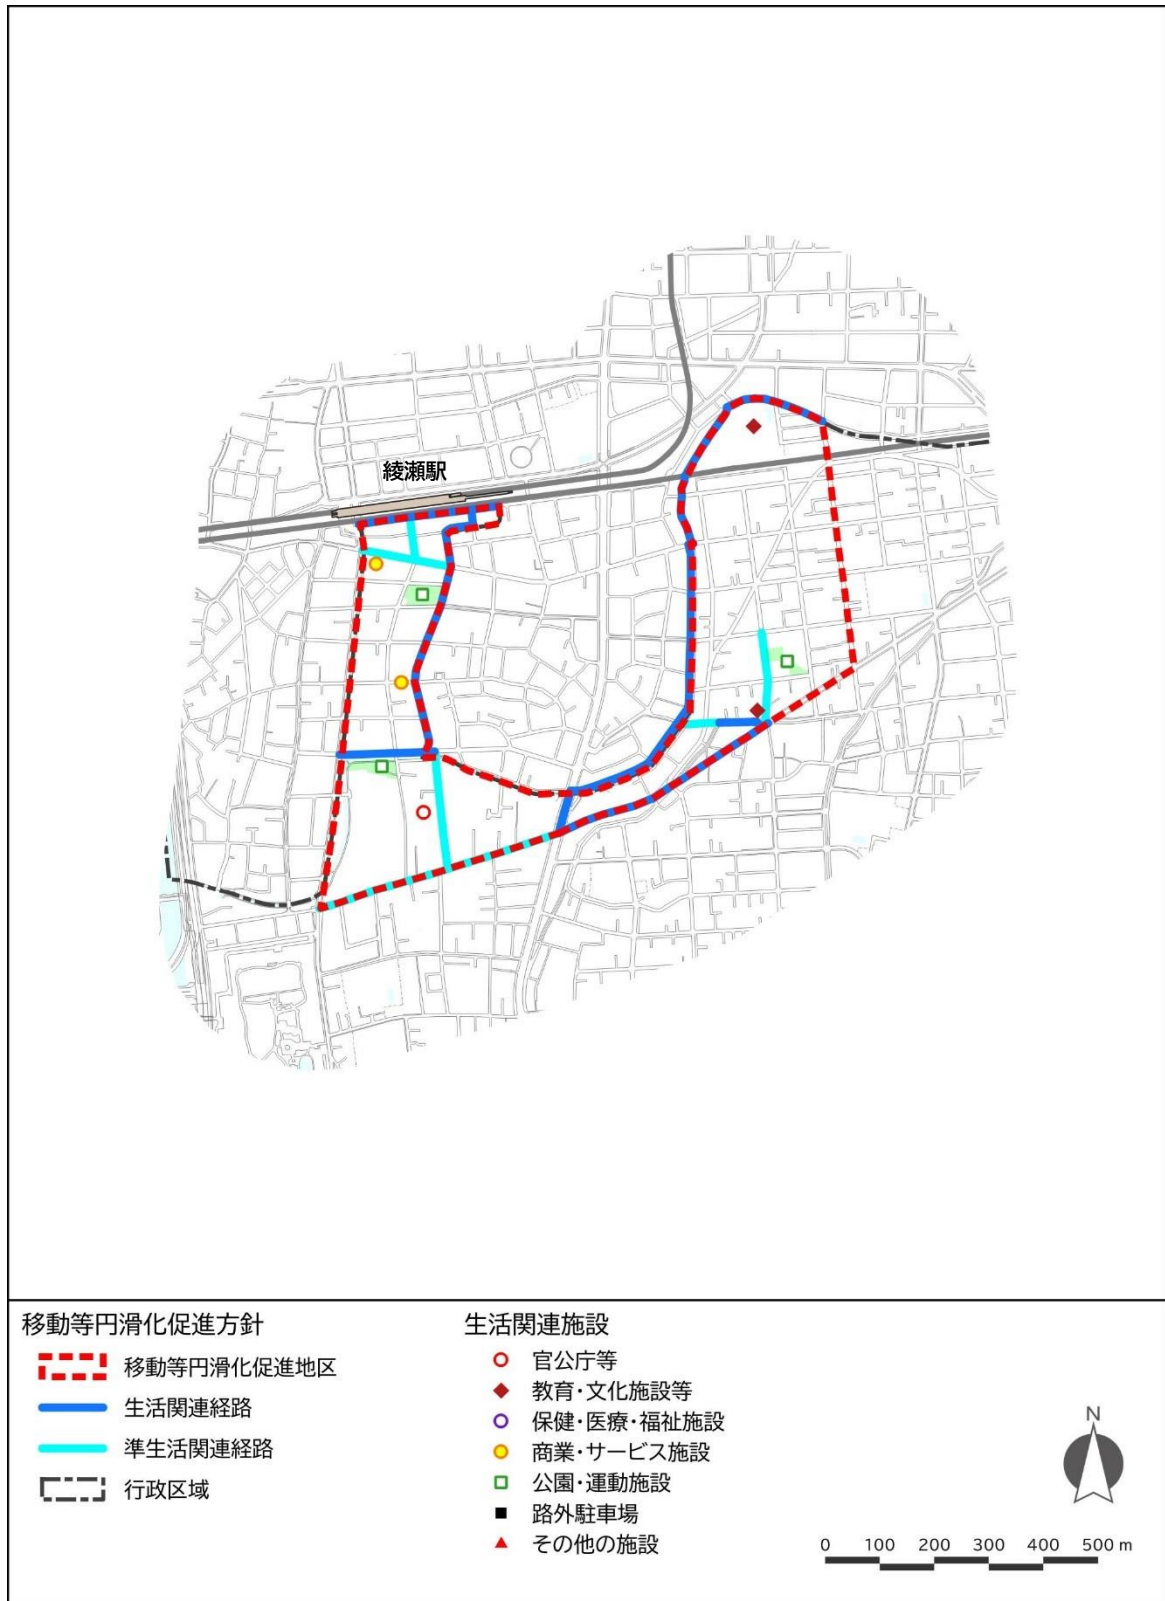 綾瀬駅
移動等円滑化促進方針
移動等円滑化促進地区
生活関連経路
準生活関連経路
行政区域
生活関連施設
官公庁等
教育・文化施設等
保健・医療・福祉施設
商業・サービス施設
公園・運動施設
路外駐車場
その他の施設
N
0 100 200 300 400 500 m